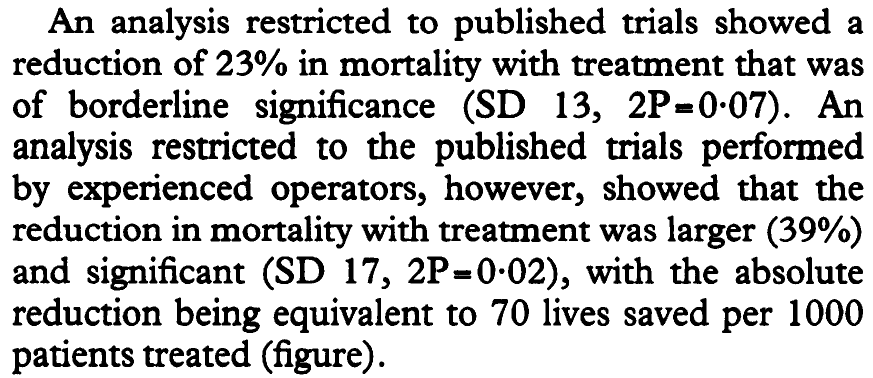 An analysis restricted to published trials showed a
reduction of 23% in mortality with treatment that was
of borderline significance (SD 13, 2P=0·07). An
analysis restricted to the published trials performed
by experienced operators, however, showed that the
reduction in mortality with treatment was larger (39%)
and significant (SD 17, 2P=0·02), with the absolute
reduction being equivalent to 70 lives saved per 1000
patients treated (figure).